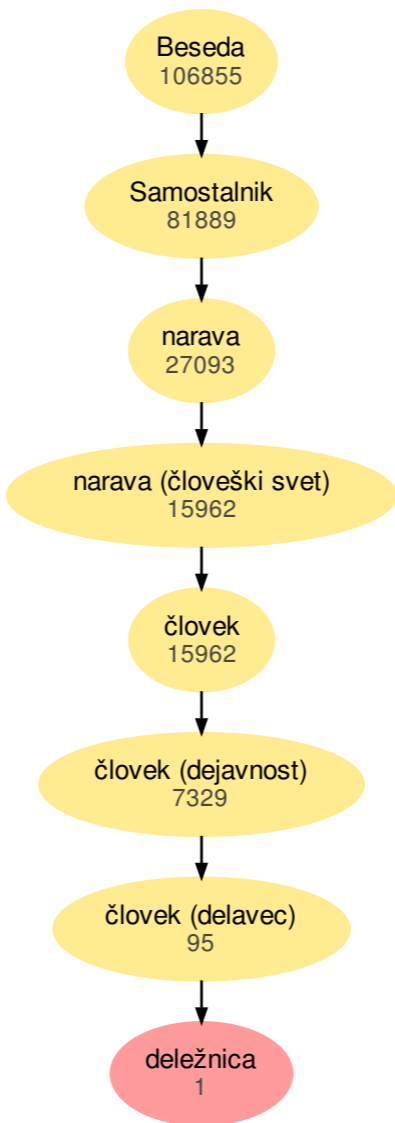 Beseda
106855
Samostalnik
81889
narava
27093
narava (človeški svet)
15962
človek
15962
človek (dejavnost)
7329
človek (delavec)
95
deležnica
1